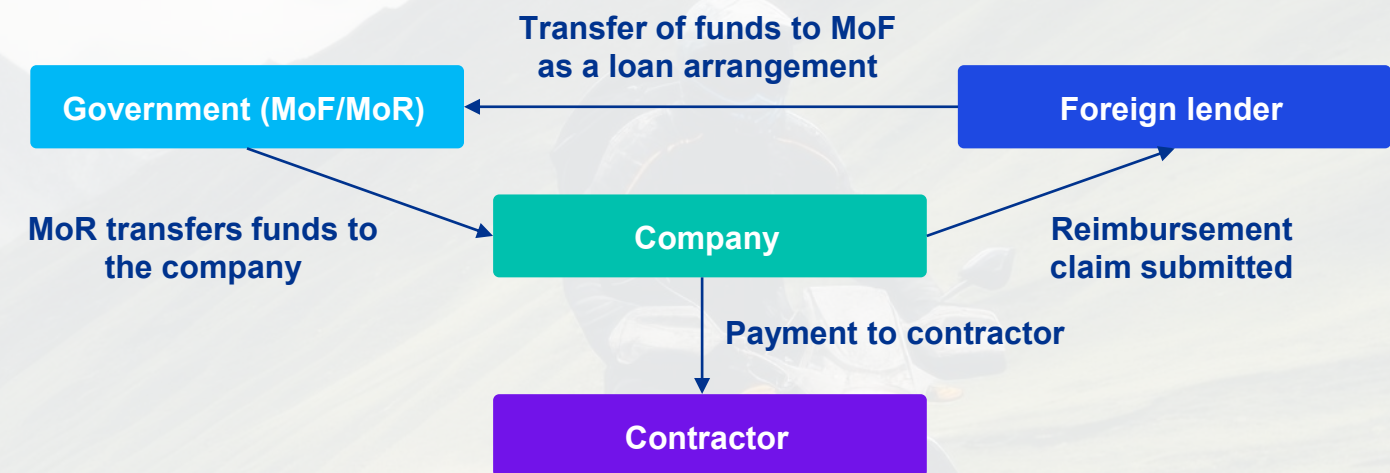 Transfer of funds to MoF
as a loan arrangement
Government (MoF/MoR)
Foreign lender
MoR transfers funds to
the company
Company
Reimbursement
claim submitted
Payment to contractor
Contractor